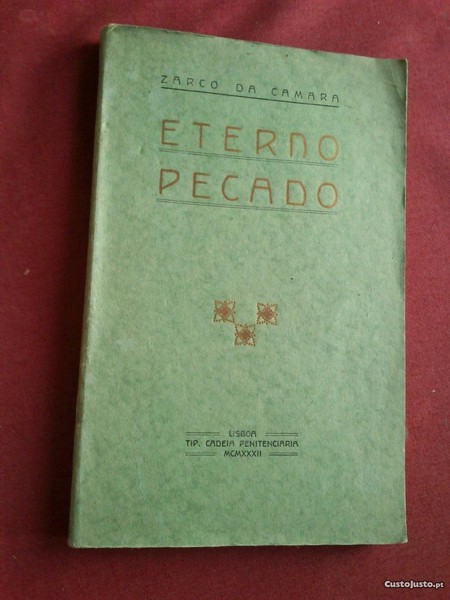 ZARCO DA CAMARA
ETERNO
PECADO
LISBOA
TIP. CADEIA PENITENCIARIA
MCMXXXII
CustoJusto.pt